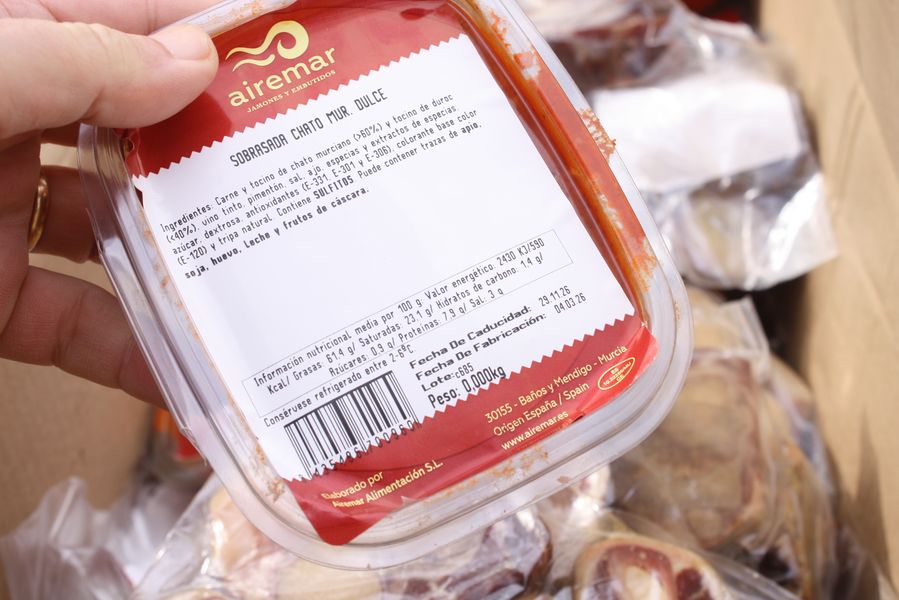 airemar
JAMONES Y EMBUTIDOS
SOBRASADA CHATO MUR. DULCE
Ingredientes: Carne y tocino de chato murciano (>60%) y tocino de duroc
(<40%), vino tinto, pimentón, sal, ajo, especias y extractos de especias,
azúcar, dextrosa, antioxidantes (E-331, E-301 y E-306), colorante base color
(E-120) y tripa natural. Contiene SULFITOS. Puede contener trazas de apio,
soja, huevo, leche y frutos de cáscara.
Información nutricional media por 100 g Valor energético: 2430 KJ/590
Kcal/ Grasas: 61.4 g/ Saturadas: 23.1 g/ Hidratos de carbono: 1.4 g/
Azucares: 0.9 g/ Proteinas: 7.9 g/ Sal: 3 g
Consérvese refrigerado entre 2-6ºC
Fecha De Caducidad: 29.11.26
Fecha De Fabricación: 04.03.26
Lote:c685
Peso: 0,000kg
30155 - Baños y Mendigo - Murcia
Origen España / Spain
www.airemar.es
Elaborado por
Airemar Alimentación S.L.